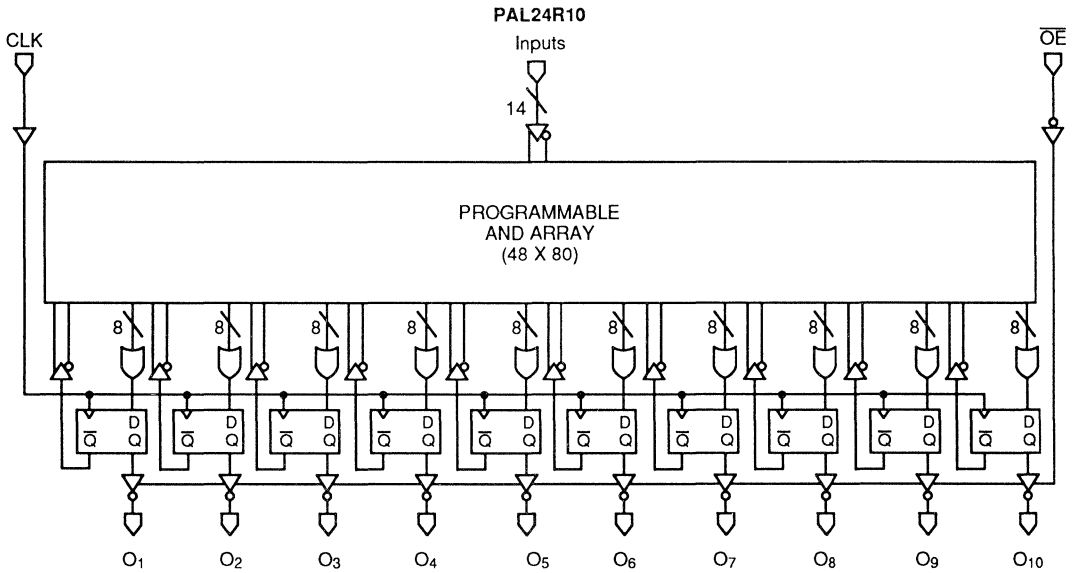 PAL24R10
CLK
Inputs
O̅E̅
14
PROGRAMMABLE
AND ARRAY
(48 X 80)
8 8 8 8 8 8 8 8 8 8
D D D D D D D D D D
Q̅ Q Q̅ Q Q̅ Q Q̅ Q Q̅ Q Q̅ Q Q̅ Q Q̅ Q Q̅ Q Q̅ Q
O1 O2 O3 O4 O5 O6 O7 O8 O9 O10